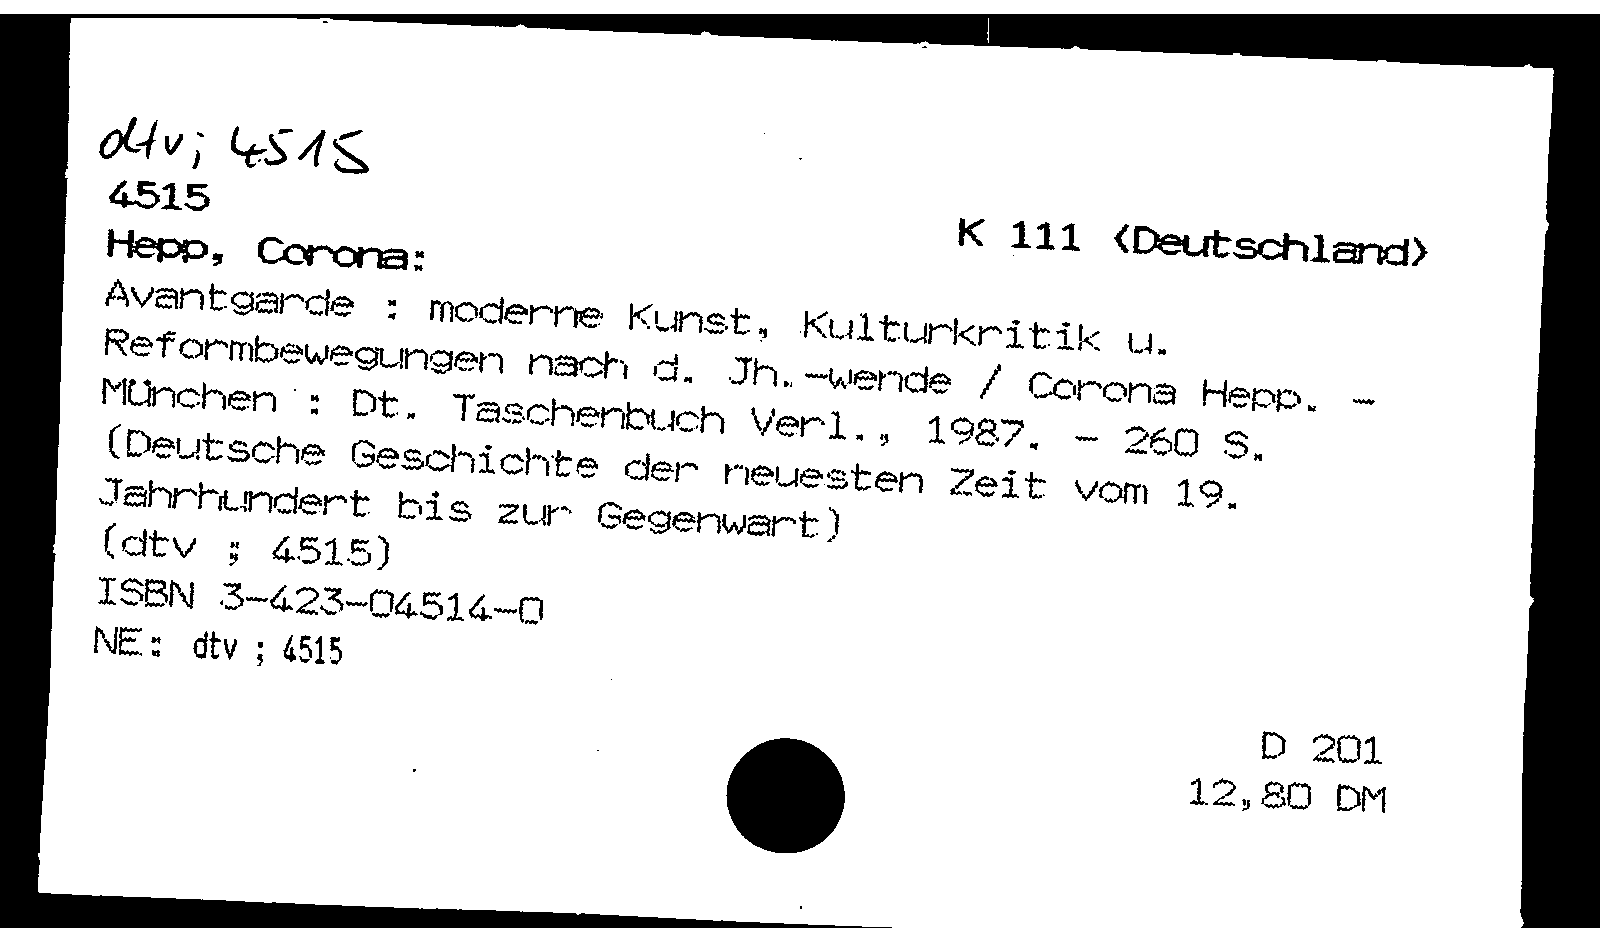 dtv; 4515
4515
K 111 (Deutschland)
Hepp, Corona:
Avantgarde : moderne Kunst, Kulturkritik u.
Reformbewegungen nach d. Jh.-wende / Corona Hepp. -
München : Dt. Taschenbuch Verl., 1987. - 260 S.
(Deutsche Geschichte der neuesten Zeit vom 19.
Jahrhundert bis zur Gegenwart)
(dtv ; 4515)
ISBN 3-423-04514-0
NE: dtv ; 4515
D 201
12,80 DM